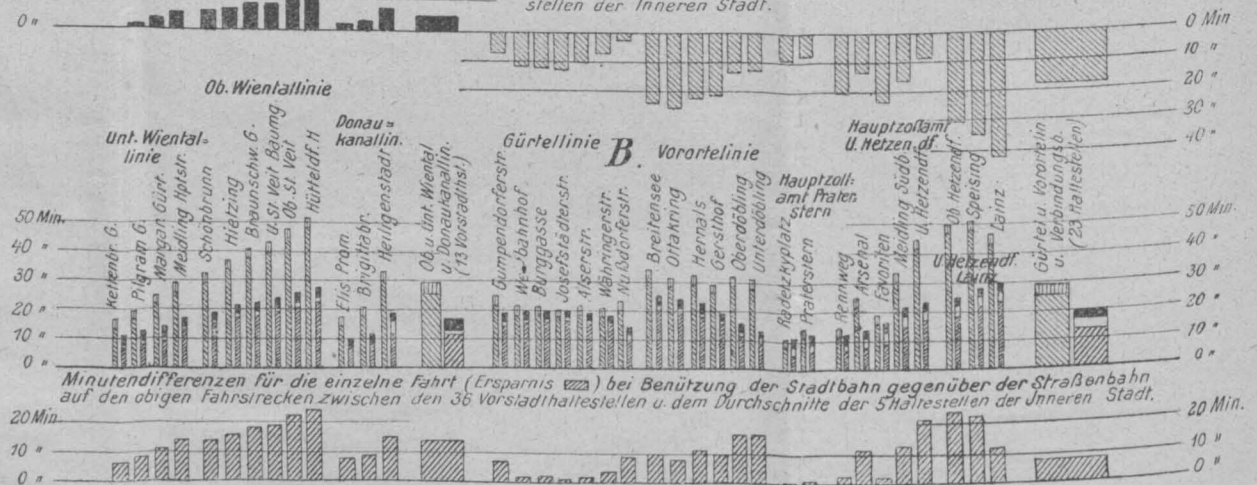 stellen der Inneren Stadt.
0 "
0 Min
10 "
20 "
30 "
40 "
Ob. Wientallinie
Unt. Wiental-
linie
Donau=
kanallin.
Gürtellinie
B.
Vorortelinie
Hauptzoll=
amt Prater=
stern
Hauptzollamt
U. Hetzendf.
U. Hetzendf.
Lainz
50 Min.
40 "
30 "
20 "
10 "
0 "
Kettenbr. G.
Pilgram G.
Margar. Gürt.
Meidling Hptstr.
Schönbrunn
Hietzing
Braunschw. G.
U. St. Veit Baumg.
Ob. St. Veit
Hütteldf. H
Elis Prom.
Brigittabr.
Heiligenstadt
Ob. u. Unt. Wiental
u. Donaukanallin.
(13 Vorstadthst.)
Gumpendorferstr.
Westbahnhof
Burggasse
Josefstädterstr.
Alserstr.
Währingerstr.
Nußdorferstr.
Breitensee
Ottakring
Hernals
Gersthof
Oberdöbling
Unterdöbling
Radetzkyplatz
Praterstern
Rennweg
Arsenal
Favoriten
Meidling Südb.
U. Hetzendf.
Ob Hetzendf.
Speising
Lainz
Gürtel u. Vorortelin
u. Verbindungsb.
(23 Haltestellen)
50 Min.
40 "
30 "
20 "
10 "
0 "
Minutendifferenzen für die einzelne Fahrt (Ersparnis) bei Benützung der Stadtbahn gegenüber der Straßenbahn
auf den obigen Fahrstrecken zwischen den 36 Vorstadthaltestellen u. dem Durchschnitte der 5 Haltestellen der Inneren Stadt.
20 Min.
10 "
0 "
20 Min.
10 "
0 "